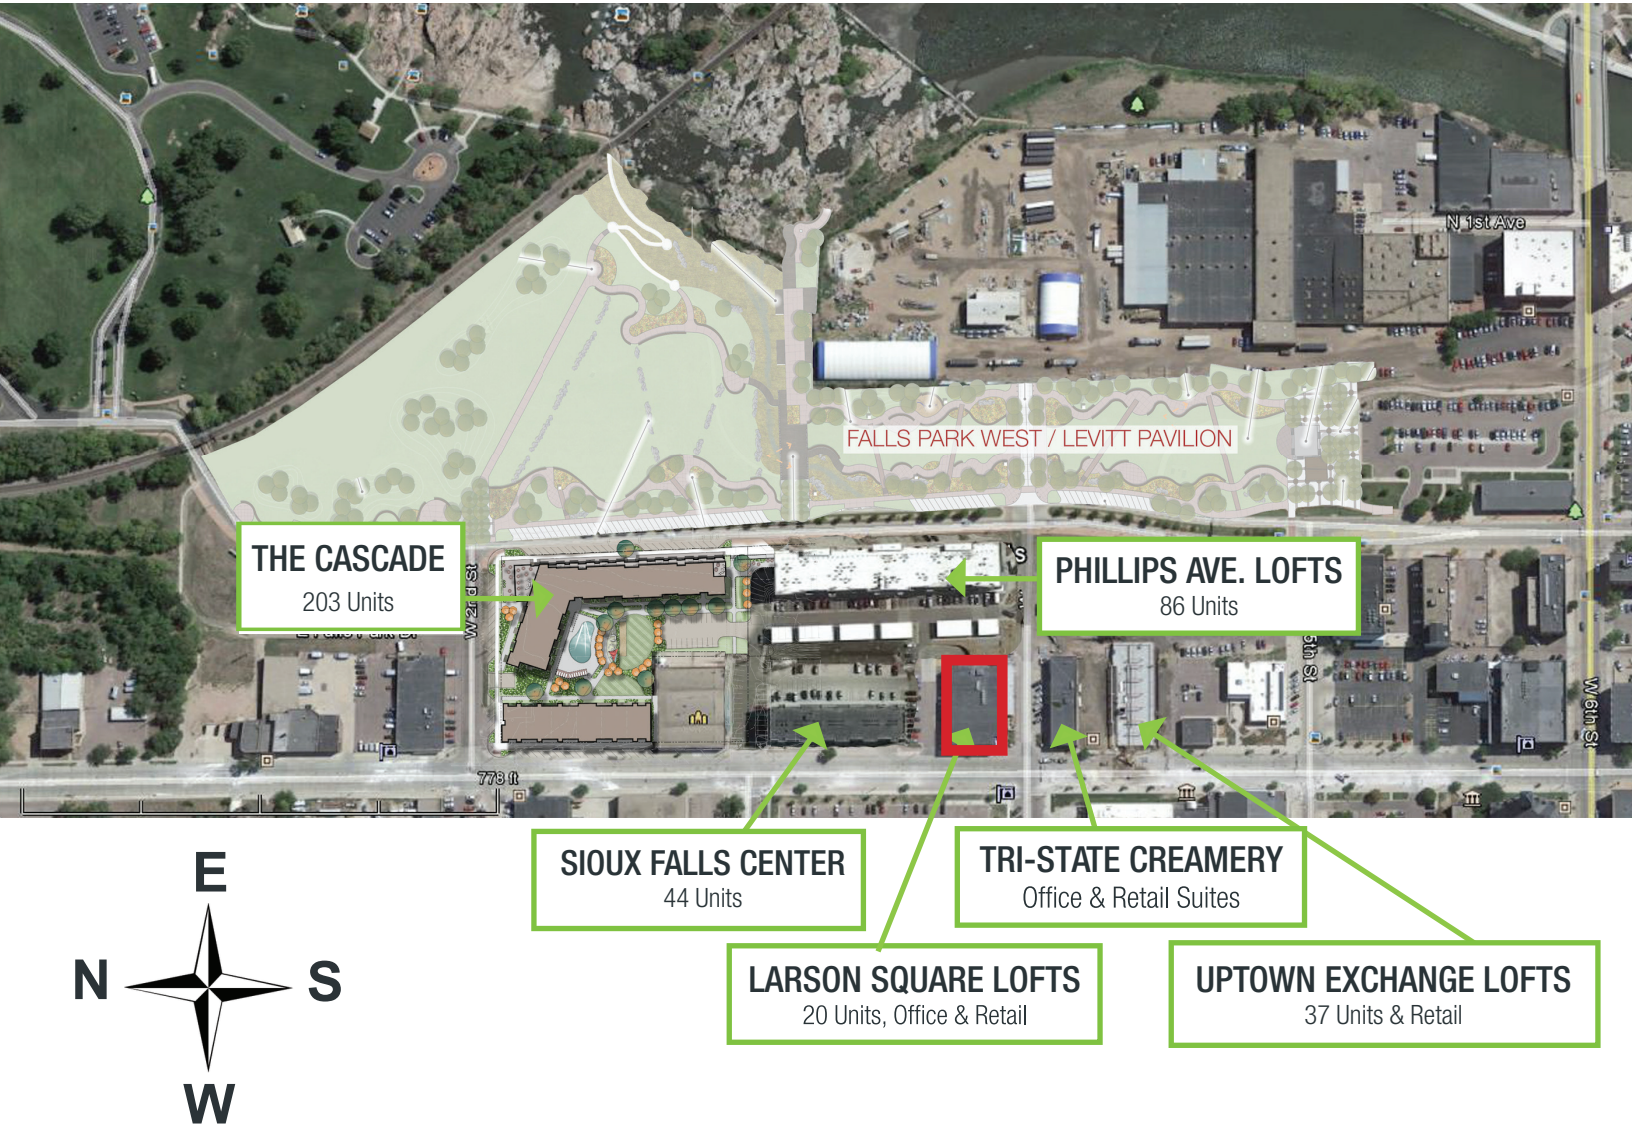 N 1st Ave
FALLS PARK WEST / LEVITT PAVILION
THE CASCADE
203 Units
W 2nd St
S
PHILLIPS AVE. LOFTS
86 Units
5th St
W 6th St
778 ft
SIOUX FALLS CENTER
44 Units
TRI-STATE CREAMERY
Office & Retail Suites
LARSON SQUARE LOFTS
20 Units, Office & Retail
UPTOWN EXCHANGE LOFTS
37 Units & Retail
E
N
S
W